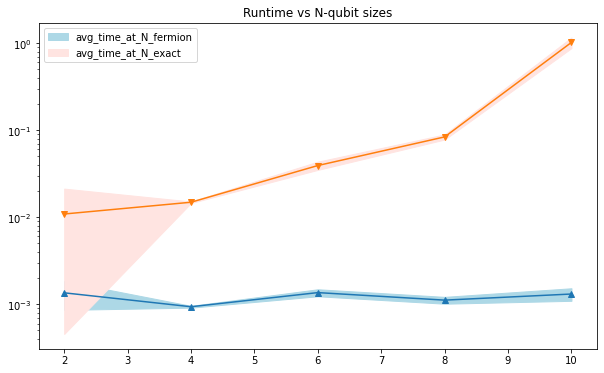 Runtime vs N-qubit sizes
avg_time_at_N_fermion
avg_time_at_N_exact
10⁰
10⁻¹
10⁻²
10⁻³
2 3 4 5 6 7 8 9 10